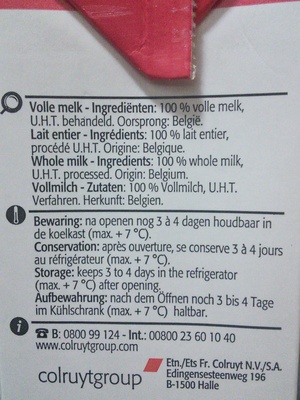 Volle melk - Ingrediënten: 100 % volle melk,
U.H.T. behandeld. Oorsprong: België.
Lait entier - Ingrédients: 100 % lait entier,
procédé U.H.T. Origine: Belgique.
Whole milk - Ingredients: 100 % whole milk,
U.H.T. processed. Origin: Belgium.
Vollmilch - Zutaten: 100 % Vollmilch, U.H.T.
Verfahren. Herkunft: Belgien.
Bewaring: na openen nog 3 à 4 dagen houdbaar in
de koelkast (max. + 7 °C).
Conservation: après ouverture, se conserve 3 à 4 jours
au réfrigérateur (max. + 7 °C).
Storage: keeps 3 to 4 days in the refrigerator
(max. + 7 °C) after opening.
Aufbewahrung: nach dem Öffnen noch 3 bis 4 Tage
im Kühlschrank (max. + 7 °C) haltbar.
☎ B: 0800 99 124 - Int.: 00800 23 60 10 40
www.colruytgroup.com
colruytgroup
Etn./Ets Fr. Colruyt N.V./S.A.
Edingensesteenweg 196
B-1500 Halle